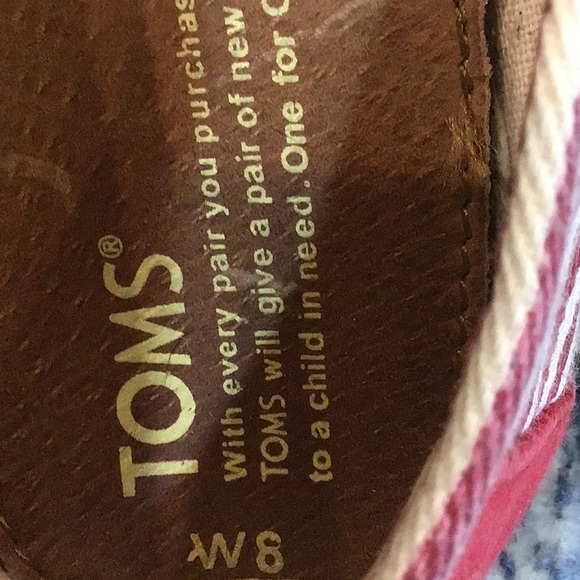 TOMS®
With every pair you purchas
TOMS will give a pair of new
to a child in need. One for O
W8